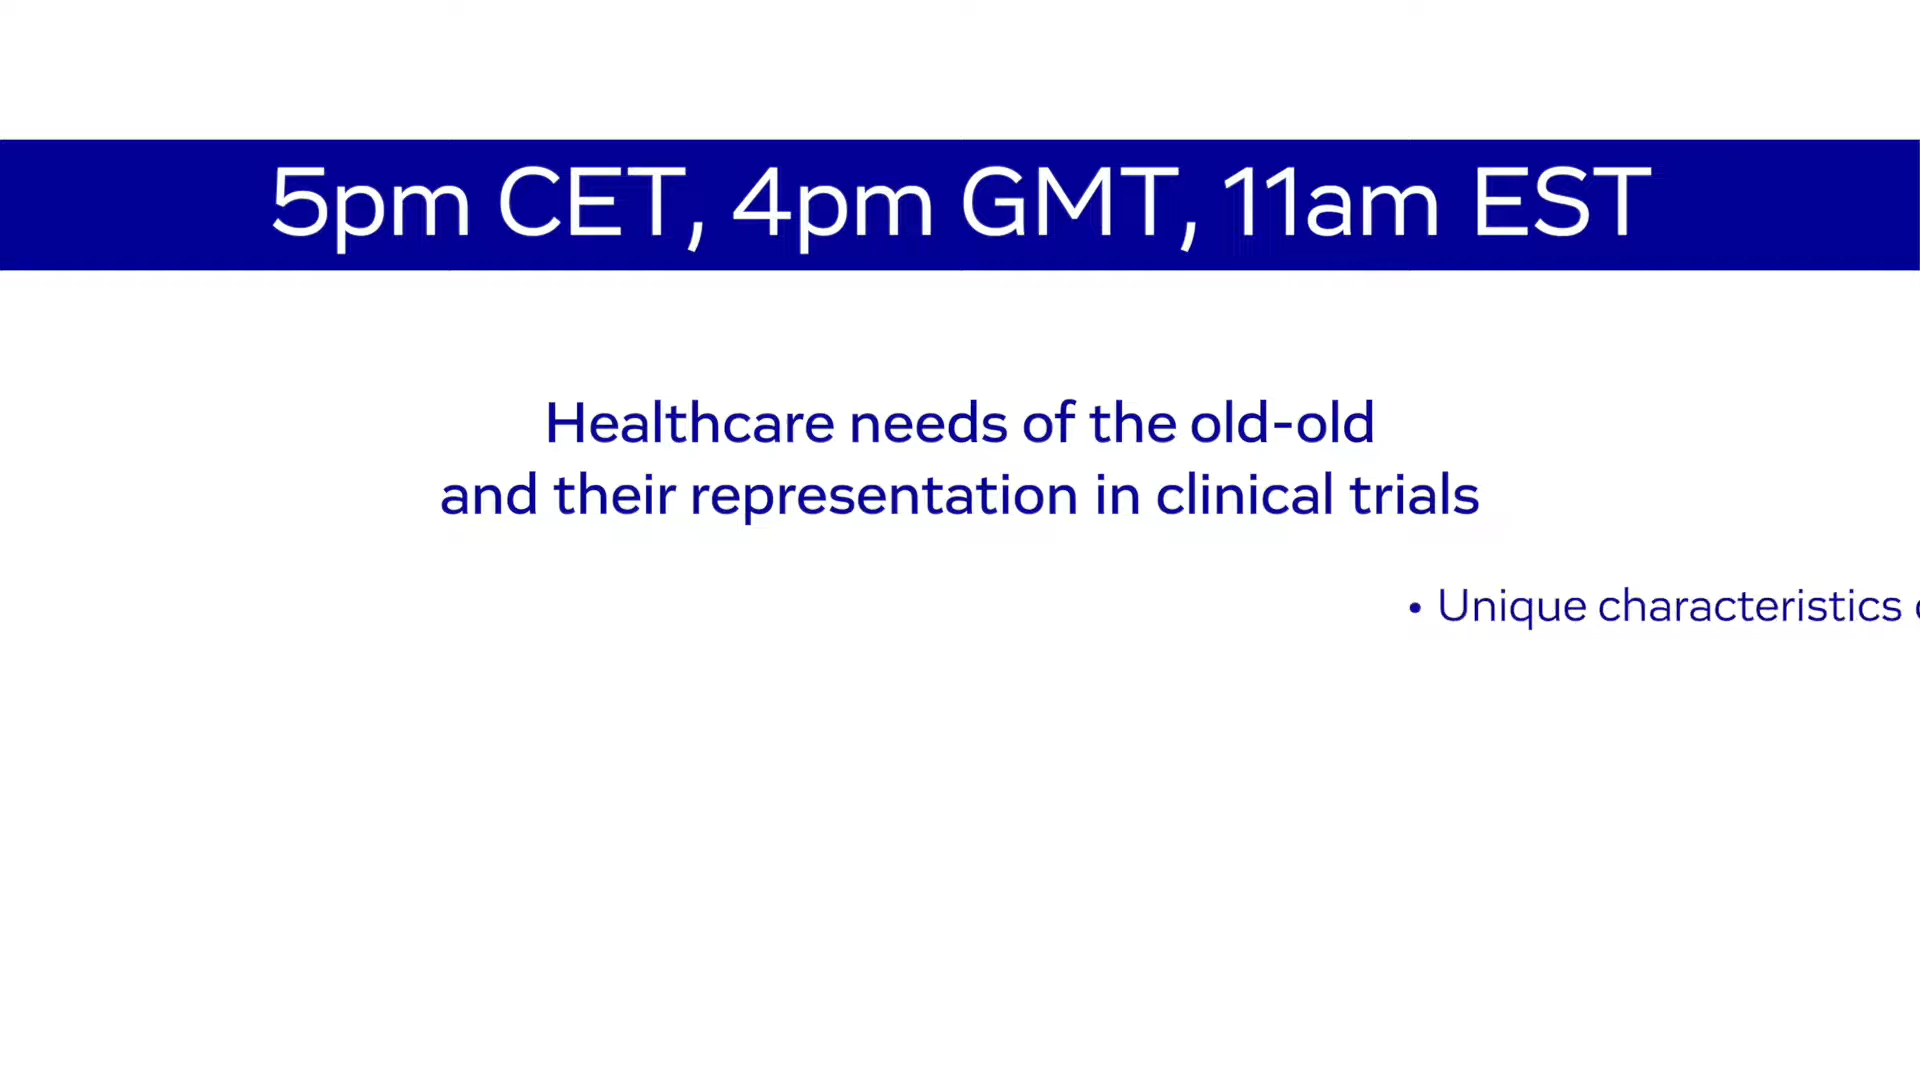 5pm CET, 4pm GMT, 11am EST
Healthcare needs of the old-old
and their representation in clinical trials
• Unique characteristics